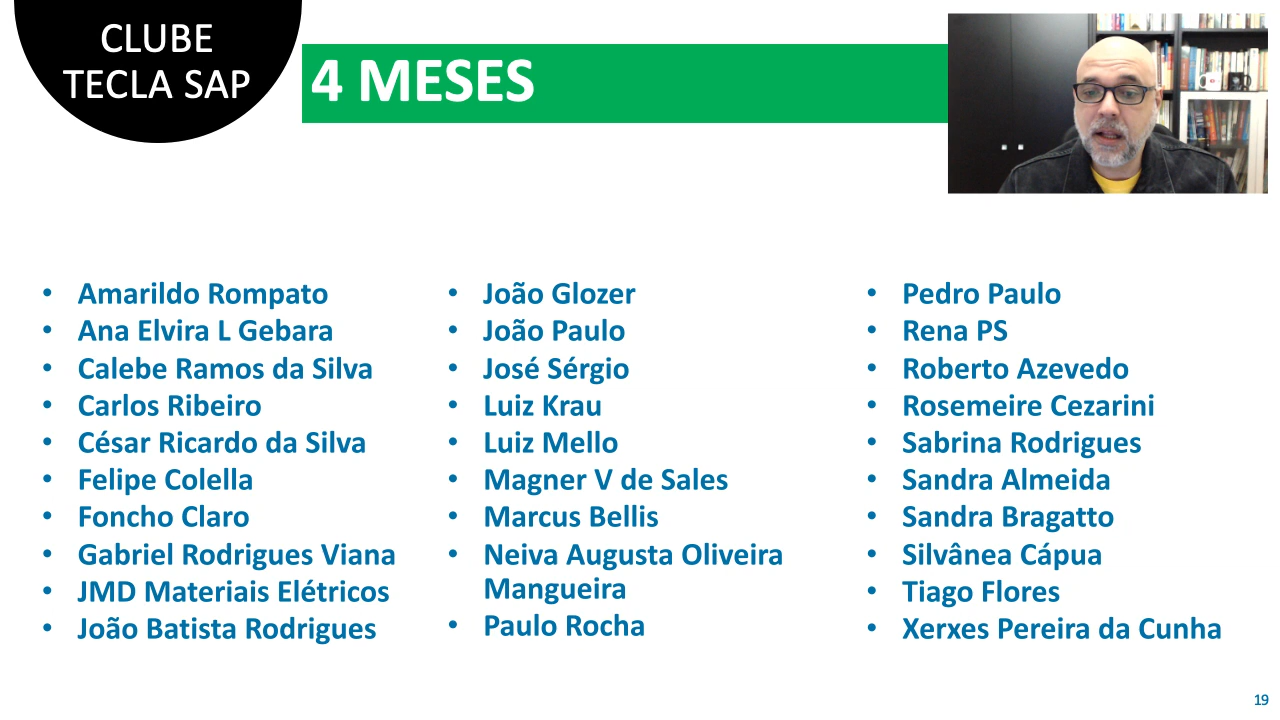 CLUBE
TECLA SAP
4 MESES
• Amarildo Rompato
• Ana Elvira L Gebara
• Calebe Ramos da Silva
• Carlos Ribeiro
• César Ricardo da Silva
• Felipe Colella
• Foncho Claro
• Gabriel Rodrigues Viana
• JMD Materiais Elétricos
• João Batista Rodrigues
• João Glozer
• João Paulo
• José Sérgio
• Luiz Krau
• Luiz Mello
• Magner V de Sales
• Marcus Bellis
• Neiva Augusta Oliveira
Mangueira
• Paulo Rocha
• Pedro Paulo
• Rena PS
• Roberto Azevedo
• Rosemeire Cezarini
• Sabrina Rodrigues
• Sandra Almeida
• Sandra Bragatto
• Silvânea Cápua
• Tiago Flores
• Xerxes Pereira da Cunha
19